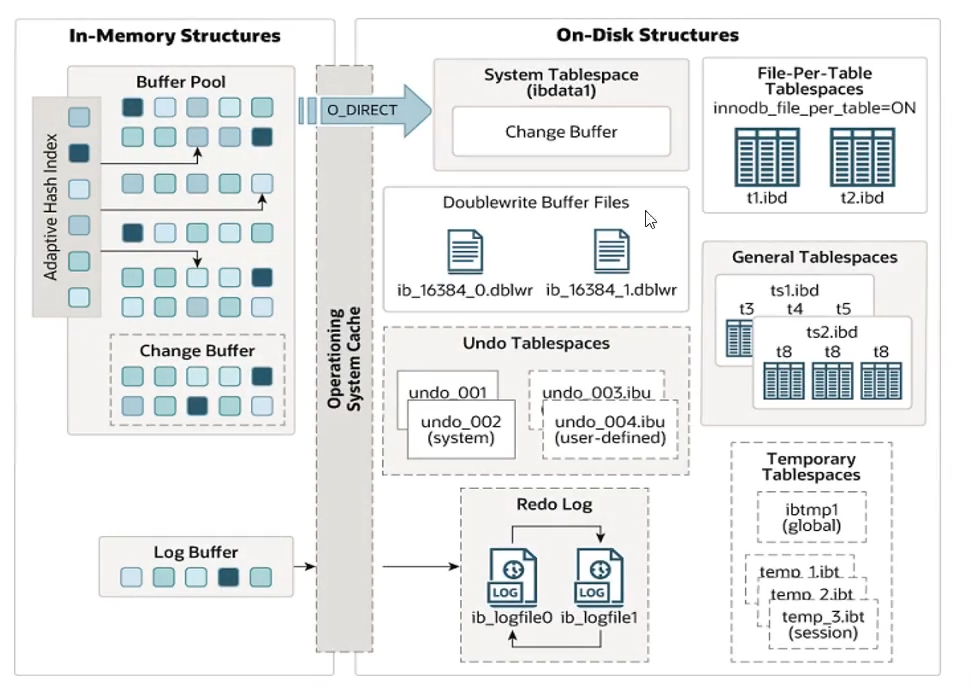 In-Memory Structures
Buffer Pool
Adaptive Hash Index
Change Buffer
Log Buffer
Operationing
System Cache
O_DIRECT
On-Disk Structures
System Tablespace
(ibdata1)
Change Buffer
Doublewrite Buffer Files
ib_16384_0.dblwr
ib_16384_1.dblwr
Undo Tablespaces
undo_001
undo_002
(system)
undo_003.ibu
undo_004.ibu
(user-defined)
Redo Log
LOG
LOG
ib_logfile0
ib_logfile1
File-Per-Table
Tablespaces
innodb_file_per_table=ON
t1.ibd
t2.ibd
General Tablespaces
ts1.ibd
t3 t4 t5
ts2.ibd
t8 t8 t8
Temporary
Tablespaces
ibtmp1
(global)
temp_1.ibt
temp_2.ibt
temp_3.ibt
(session)